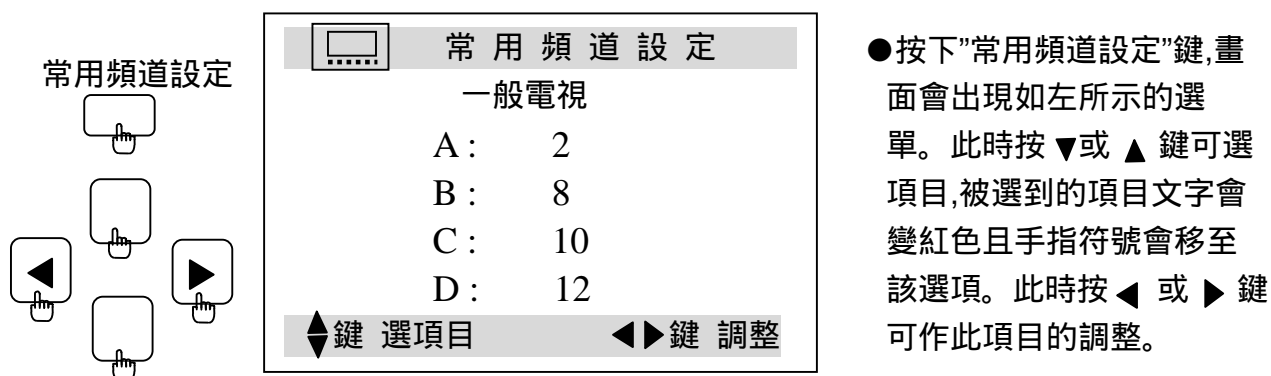 常用頻道設定
常用頻道設定
一般電視
A : 2
B : 8
C : 10
D : 12
鍵 選項目 ◀▶鍵 調整
●按下”常用頻道設定”鍵,畫
面會出現如左所示的選
單。此時按 ▼或 ▲ 鍵可選
項目,被選到的項目文字會
變紅色且手指符號會移至
該選項。此時按 ◀ 或 ▶ 鍵
可作此項目的調整。